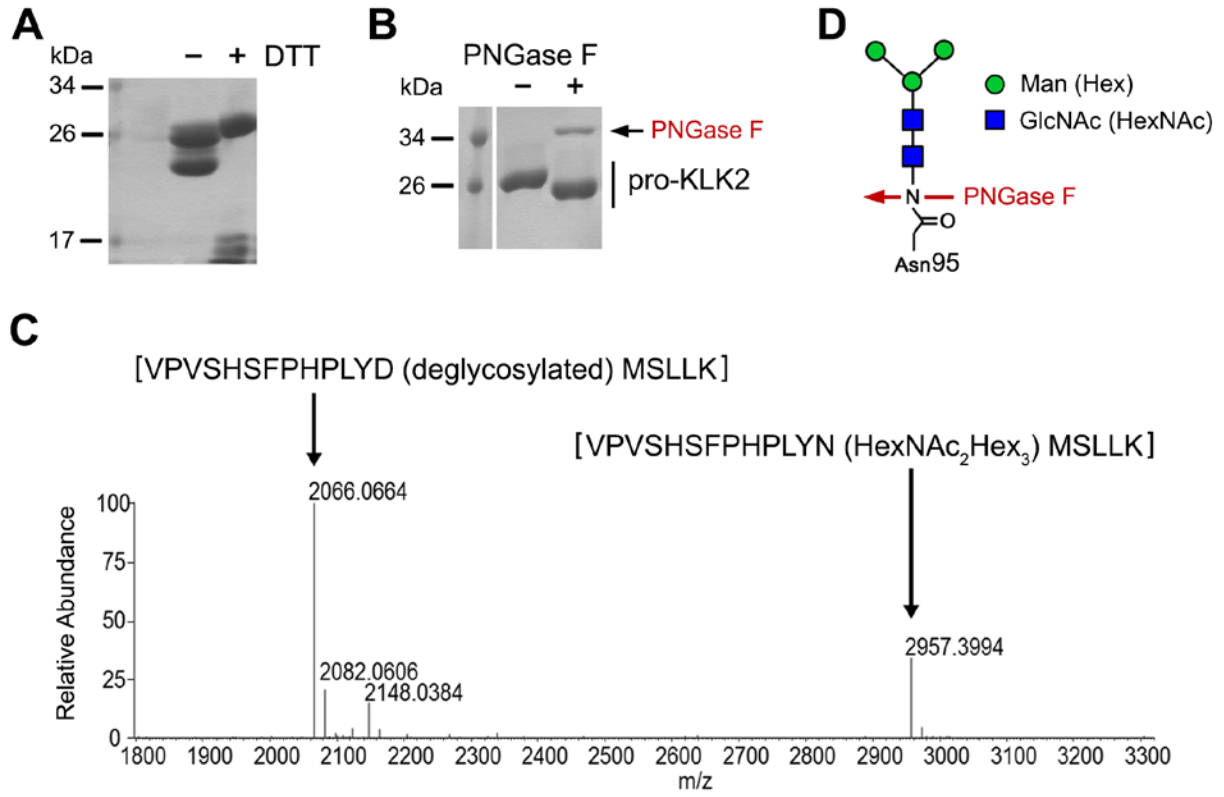 A
kDa
− + DTT
34
26
17
B
PNGase F
kDa − +
34
26
PNGase F
pro-KLK2
D
Man (Hex)
GlcNAc (HexNAc)
N
PNGase F
O
Asn95
C
[VPVSHSFPHPLYD (deglycosylated) MSLLK]
[VPVSHSFPHPLYN (HexNAc₂Hex₃) MSLLK]
2066.0664
2082.0606
2148.0384
2957.3994
Relative Abundance
100
75
50
25
0
1800 1900 2000 2100 2200 2300 2400 2500 2600 2700 2800 2900 3000 3100 3200 3300
m/z